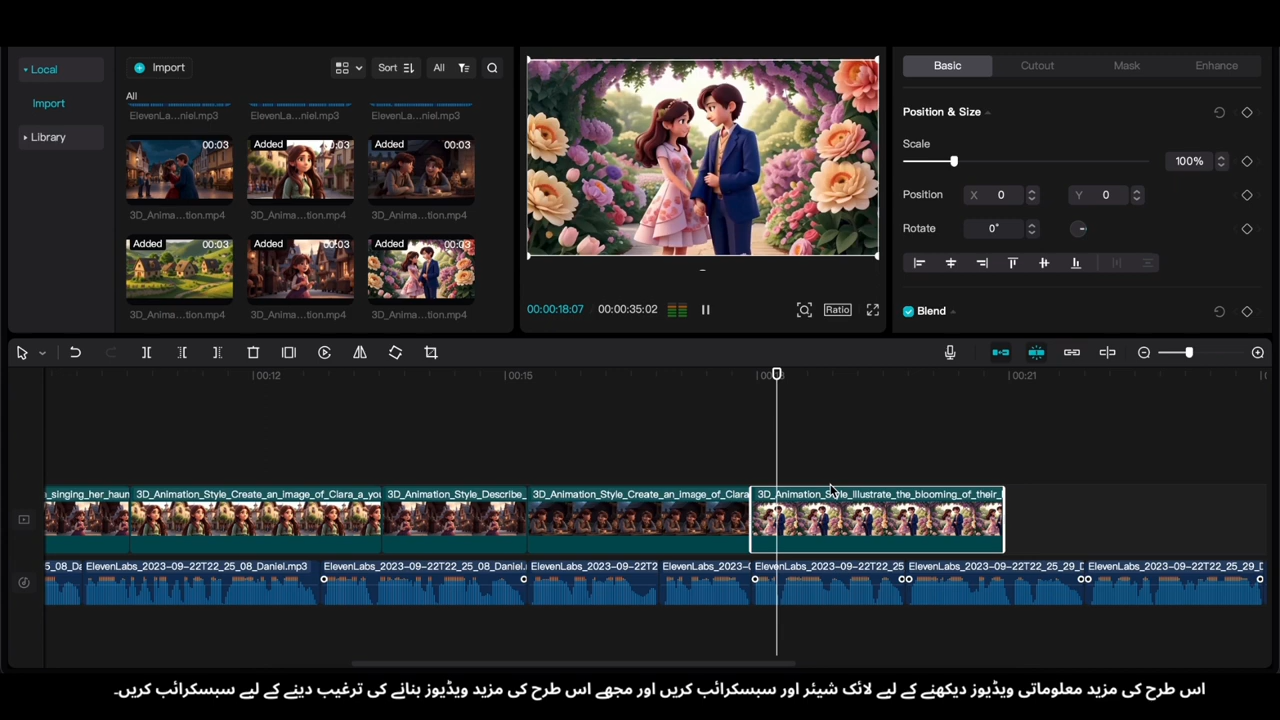 Local
Import
Library
Import
Sort
All
All
ElevenLa...niel.mp3
ElevenLa...niel.mp3
ElevenLa...niel.mp3
00:03
Added
00:03
Added
00:03
3D_Anima...tion.mp4
3D_Anima...tion.mp4
3D_Anima...tion.mp4
Added
00:03
Added
00:03
Added
00:03
3D_Anima...tion.mp4
3D_Anima...tion.mp4
3D_Anima...tion.mp4
00:00:18:07
00:00:35:02
Ratio
Basic
Cutout
Mask
Enhance
Position & Size
Scale
100%
Position
X 0
Y 0
Rotate
0°
Blend
00:12
00:15
00:21
_singing_her_haun
3D_Animation_Style_Create_an_image_of_Clara_a_you
3D_Animation_Style_Describe_
3D_Animation_Style_Create_an_image_of_Clara
3D_Animation_Style_Illustrate_the_blooming_of_their_
5_08_Da
ElevenLabs_2023-09-22T22_25_08_Daniel.mp3
ElevenLabs_2023-09-22T22_25_08_Daniel.
ElevenLabs_2023-09-22T2
ElevenLabs_2023-
ElevenLabs_2023-09-22T22_25
ElevenLabs_2023-09-22T22_25_29_D
ElevenLabs_2023-09-22T22_25_29_D
اس طرح کی مزید معلوماتی ویڈیوز دیکھنے کے لیے لائک شیئر اور سبسکرائب کریں اور مجھے اس طرح کی مزید ویڈیوز بنانے کی ترغیب دینے کے لیے سبسکرائب کریں۔